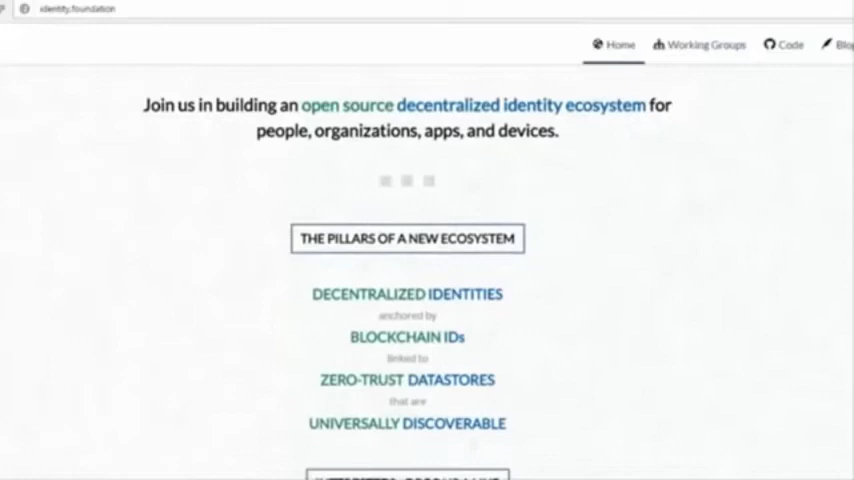 identity.foundation
Home Working Groups Code Blo
Join us in building an open source decentralized identity ecosystem for
people, organizations, apps, and devices.
THE PILLARS OF A NEW ECOSYSTEM
DECENTRALIZED IDENTITIES
anchored by
BLOCKCHAIN IDs
linked to
ZERO-TRUST DATASTORES
that are
UNIVERSALLY DISCOVERABLE